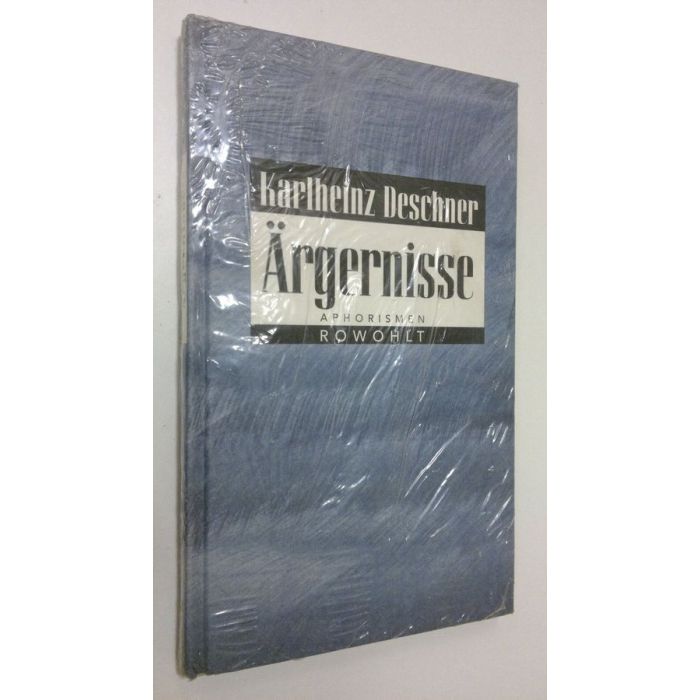 Karlheinz Deschner
Ärgernisse
APHORISMEN
ROWOHLT